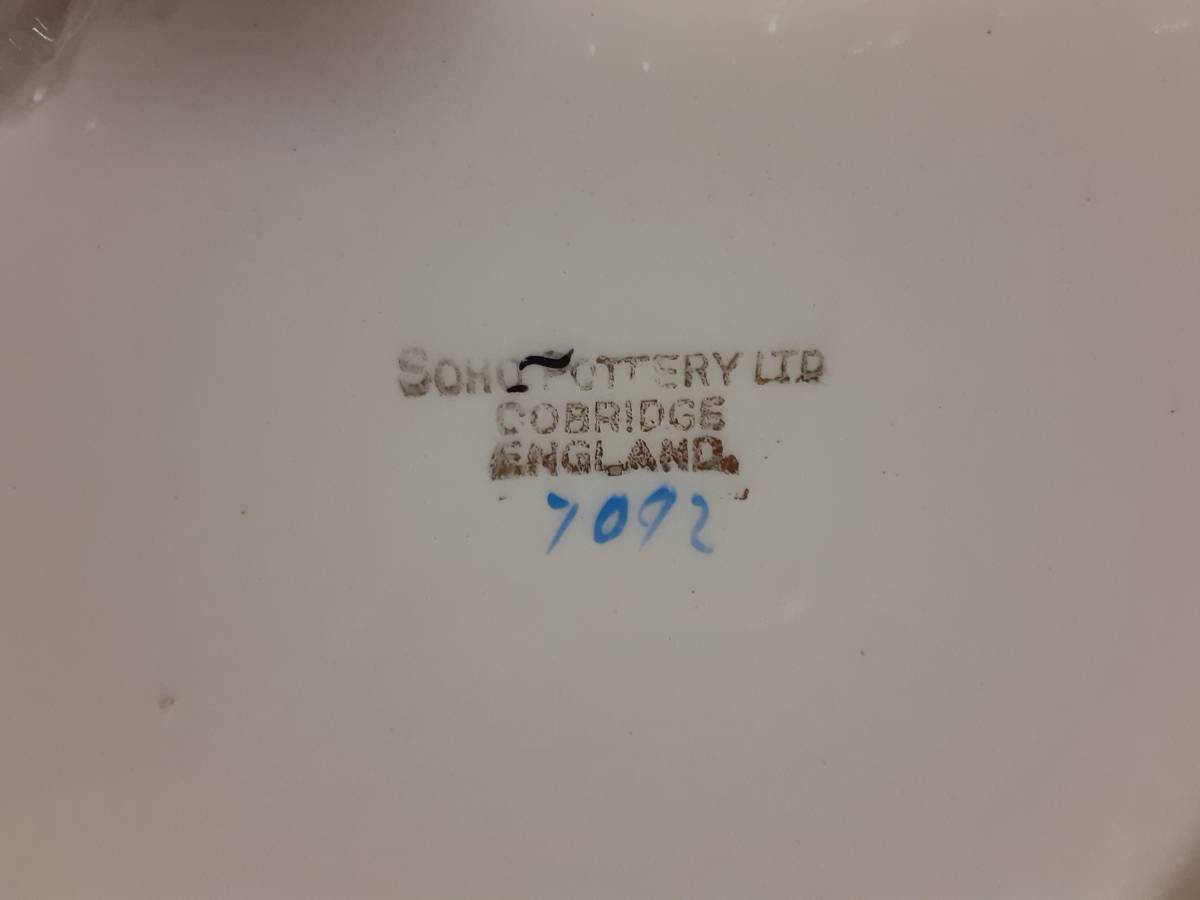 SOHO POTTERY LTD
COBRIDGE
ENGLAND.
7092